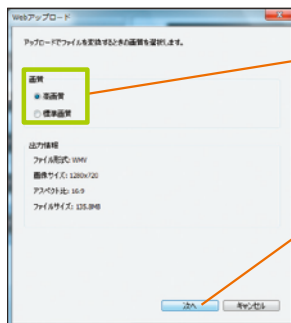 Webアップロード
アップロードでファイルを変換するときの画質を選択します。
画質
高画質
標準画質
出力情報
ファイル形式: WMV
画像サイズ: 1280x720
アスペクト比: 16:9
ファイルサイズ: 135.8MB
次へ
キャンセル